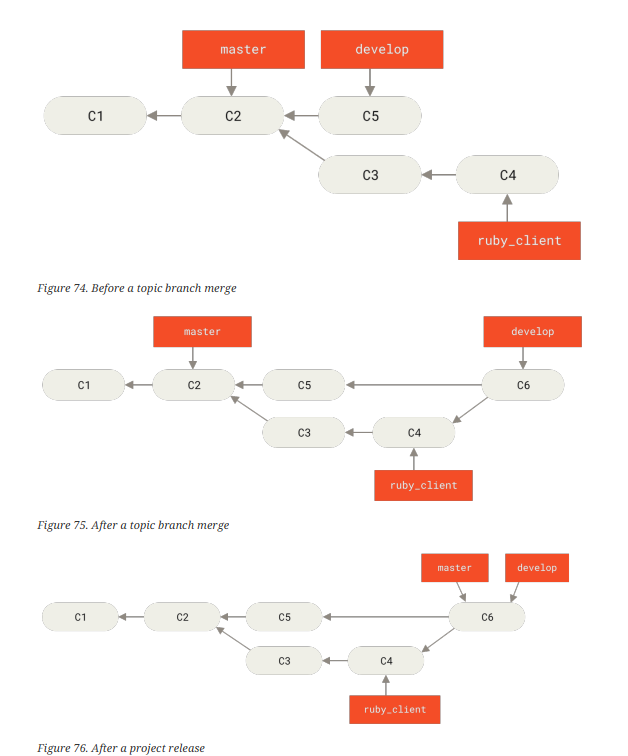 master develop
C1 C2 C5
C3 C4
ruby_client
Figure 74. Before a topic branch merge
master develop
C1 C2 C5 C6
C3 C4
ruby_client
Figure 75. After a topic branch merge
master develop
C1 C2 C5 C6
C3 C4
ruby_client
Figure 76. After a project release